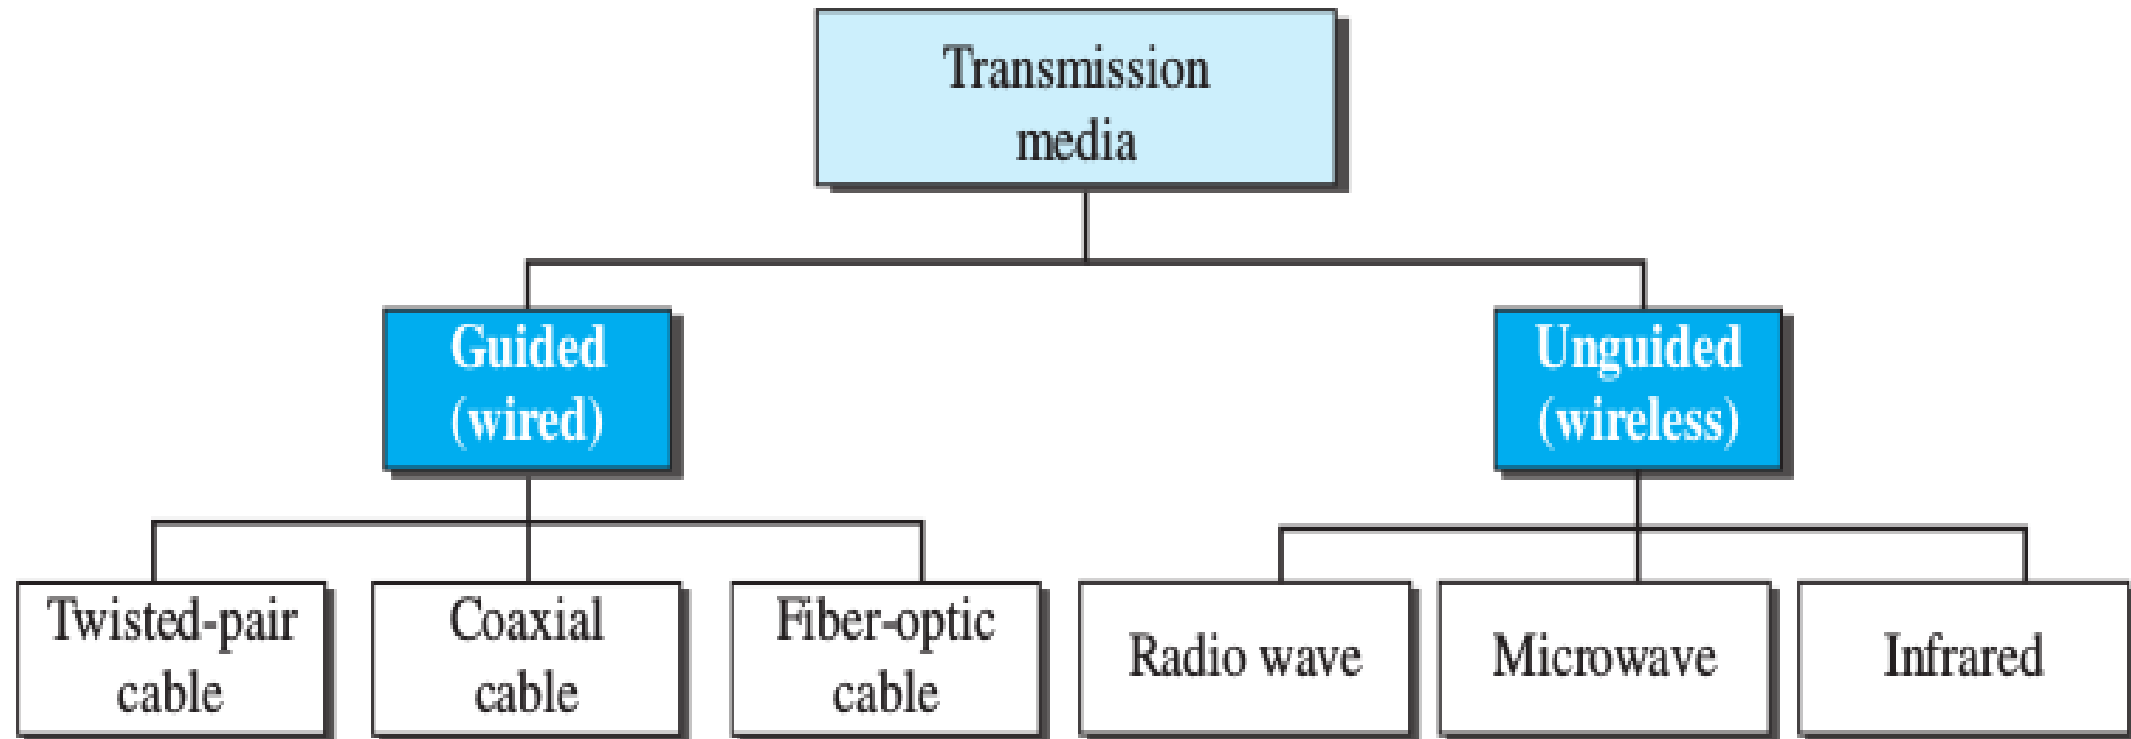 Transmission
media
Guided
(wired)
Unguided
(wireless)
Twisted-pair
cable
Coaxial
cable
Fiber-optic
cable
Radio wave
Microwave
Infrared